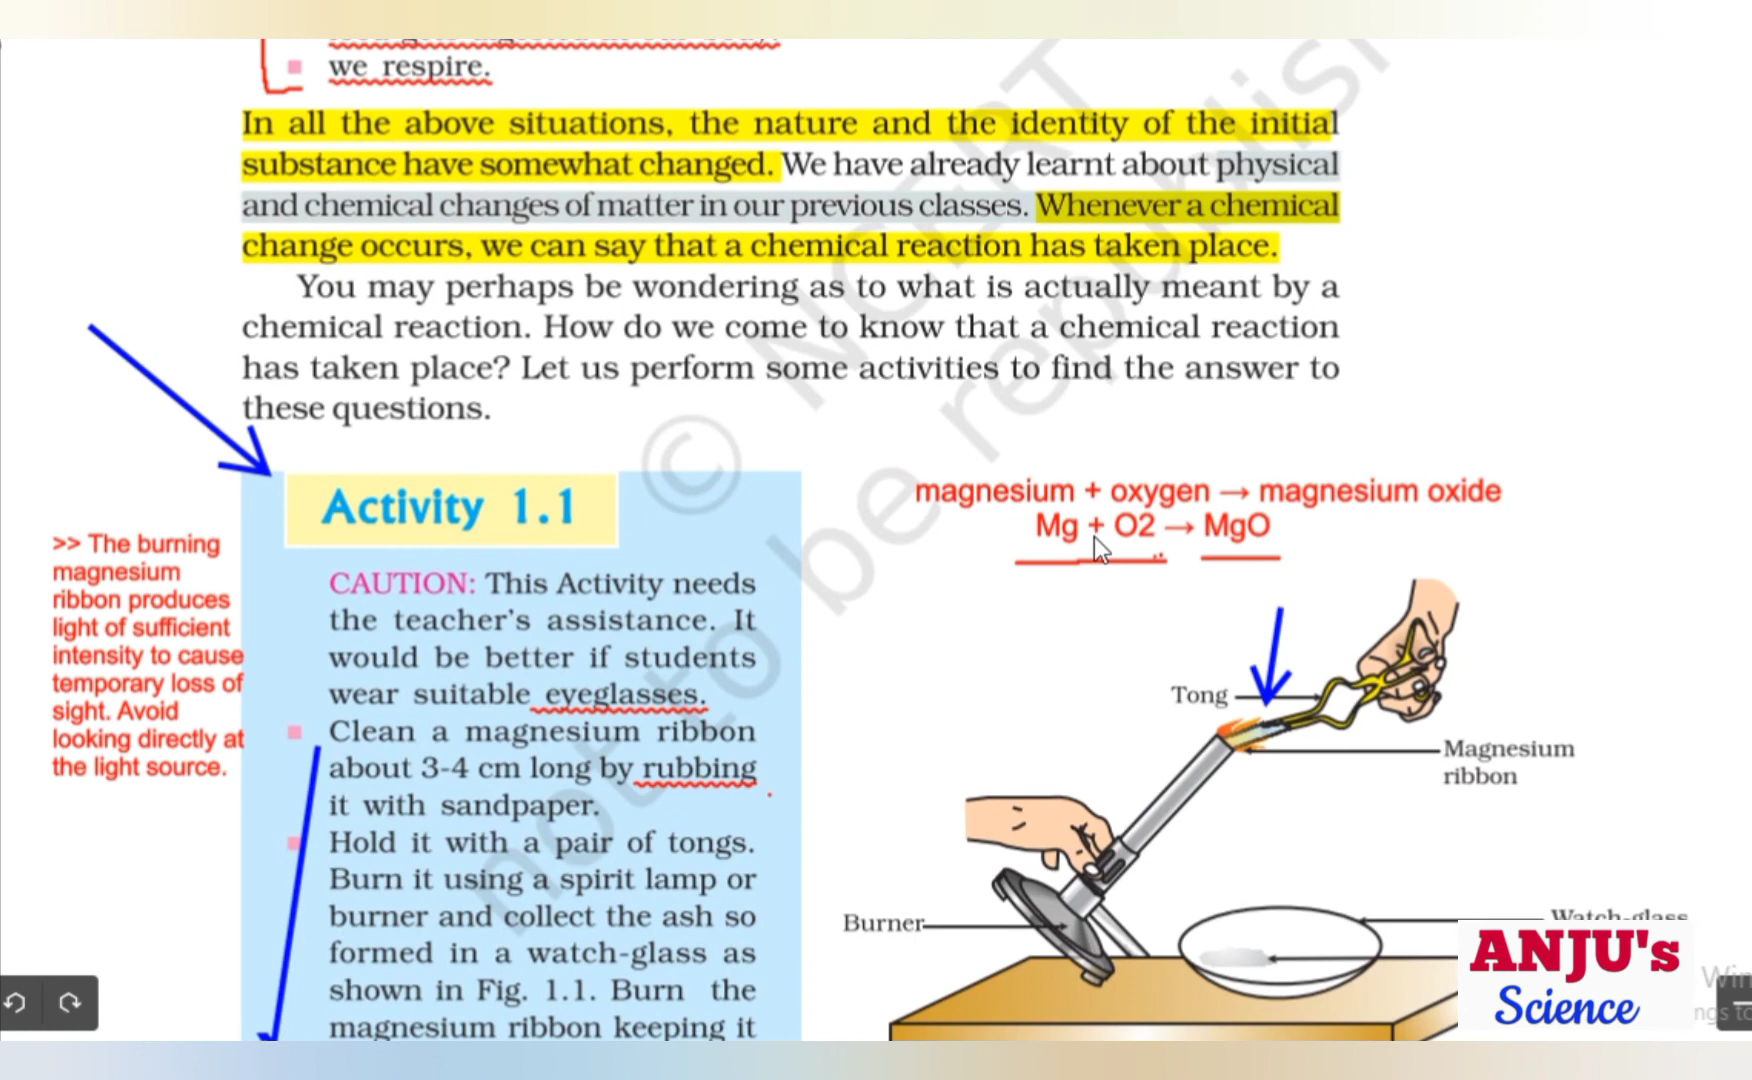 we respire.
In all the above situations, the nature and the identity of the initial
substance have somewhat changed. We have already learnt about physical
and chemical changes of matter in our previous classes. Whenever a chemical
change occurs, we can say that a chemical reaction has taken place.
You may perhaps be wondering as to what is actually meant by a
chemical reaction. How do we come to know that a chemical reaction
has taken place? Let us perform some activities to find the answer to
these questions.
Activity 1.1
CAUTION: This Activity needs
the teacher's assistance. It
would be better if students
wear suitable eyeglasses.
Clean a magnesium ribbon
about 3-4 cm long by rubbing
it with sandpaper.
Hold it with a pair of tongs.
Burn it using a spirit lamp or
burner and collect the ash so
formed in a watch-glass as
shown in Fig. 1.1. Burn the
magnesium ribbon keeping it
>> The burning
magnesium
ribbon produces
light of sufficient
intensity to cause
temporary loss of
sight. Avoid
looking directly at
the light source.
magnesium + oxygen → magnesium oxide
Mg + O2 → MgO
Tong
Magnesium
ribbon
Burner
Watch-glass
ANJU's
Science
© NCERT
not to be republis